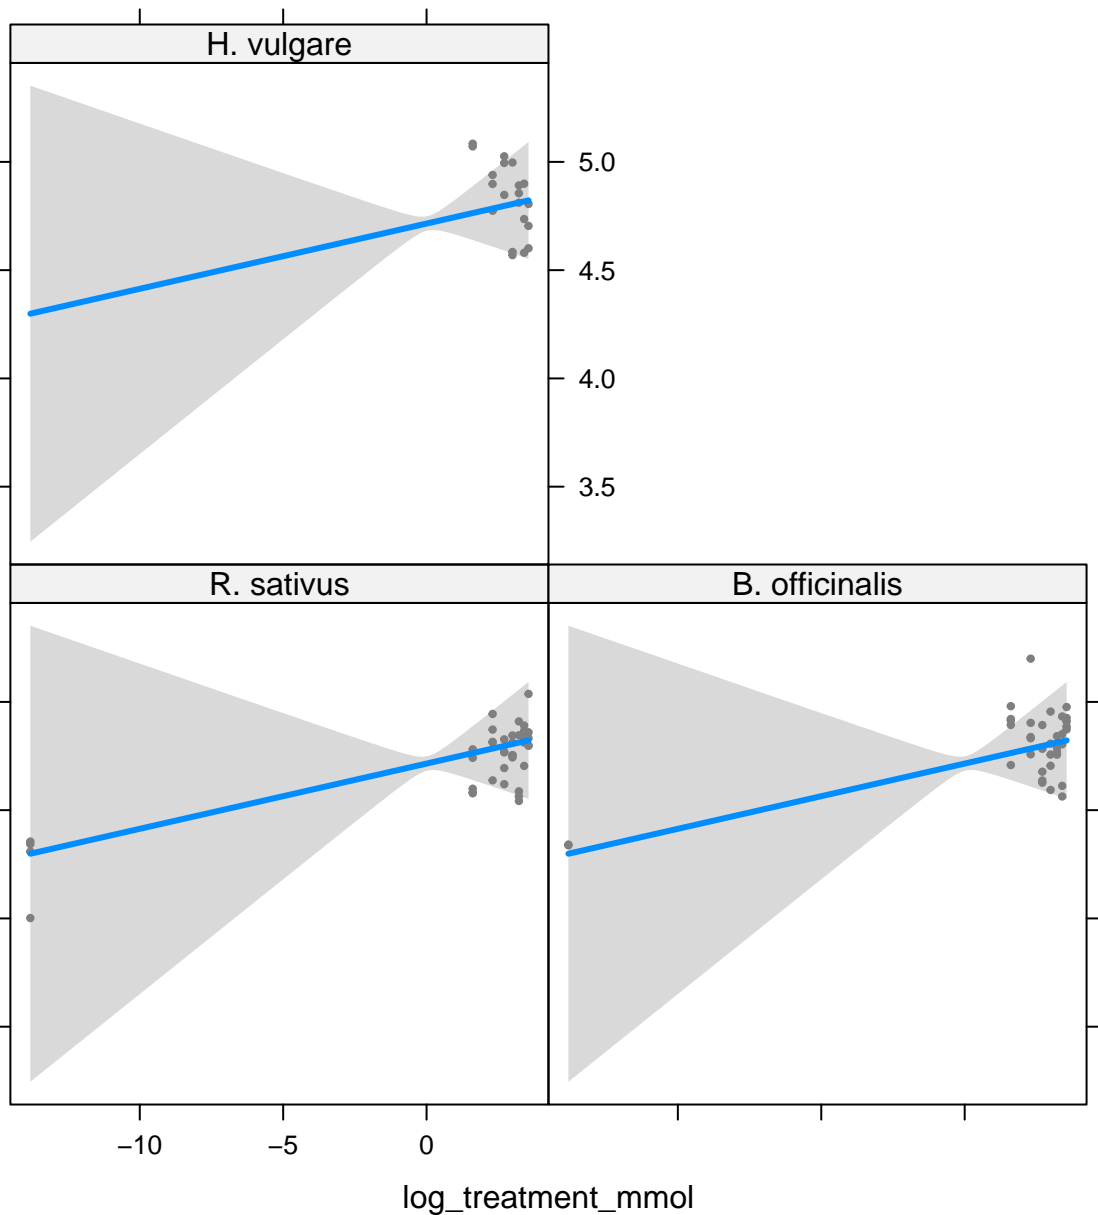 H. vulgare
5.0
4.5
4.0
3.5
R. sativus
B. officinalis
−10
−5
0
log_treatment_mmol